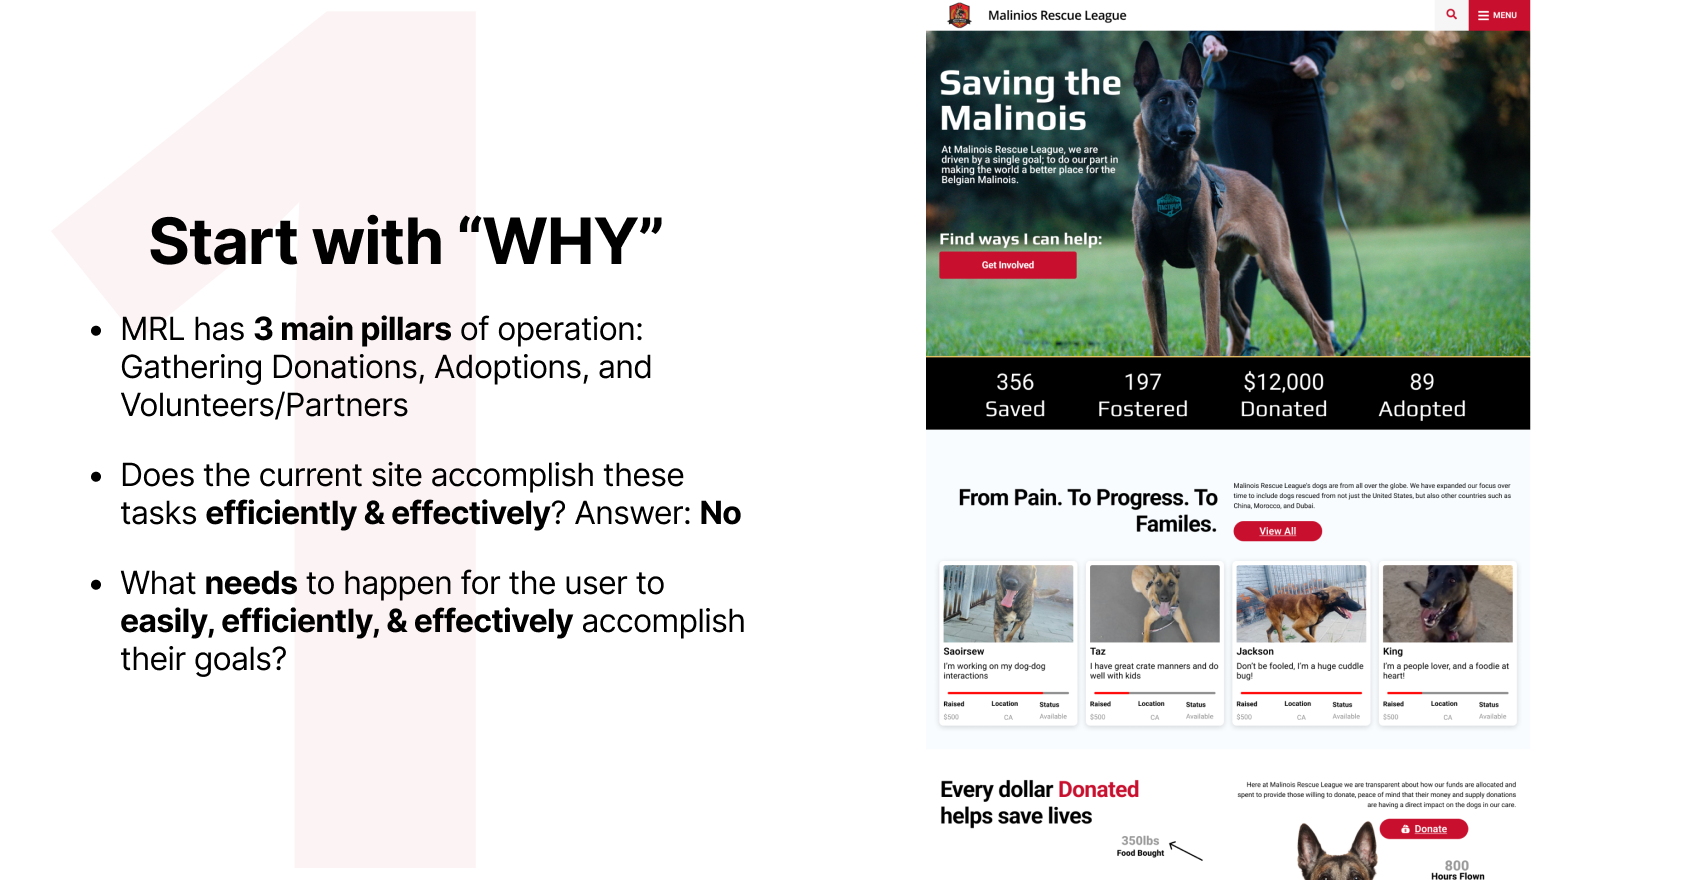 Start with “WHY”
• MRL has 3 main pillars of operation:
Gathering Donations, Adoptions, and
Volunteers/Partners
• Does the current site accomplish these
tasks efficiently & effectively? Answer: No
• What needs to happen for the user to
easily, efficiently, & effectively accomplish
their goals?
Malinios Rescue League
MENU
Saving the
Malinois
At Malinois Rescue League, we are
driven by a single goal; to do our part in
making the world a better place for the
Belgian Malinois.
Find ways I can help:
Get Involved
356 197 $12,000 89
Saved Fostered Donated Adopted
From Pain. To Progress. To
Familes.
Malinois Rescue League's dogs are from all over the globe. We have expanded our focus over
time to include dogs rescued from not just the United States, but also other countries such as
China, Morocco, and Dubai.
View All
Saoirsew
I'm working on my dog-dog
interactions
Raised Location Status
$500 CA Available
Taz
I have great crate manners and do
well with kids
Raised Location Status
$500 CA Available
Jackson
Don't be fooled, I'm a huge cuddle
bug!
Raised Location Status
$500 CA Available
King
I'm a people lover, and a foodie at
heart!
Raised Location Status
$500 CA Available
Every dollar Donated
helps save lives
Here at Malinois Rescue League we are transparent about how our funds are allocated and
spent to provide those willing to donate, peace of mind that their money and supply donations
are having a direct impact on the dogs in our care.
Donate
350lbs
Food Bought
800
Hours Flown